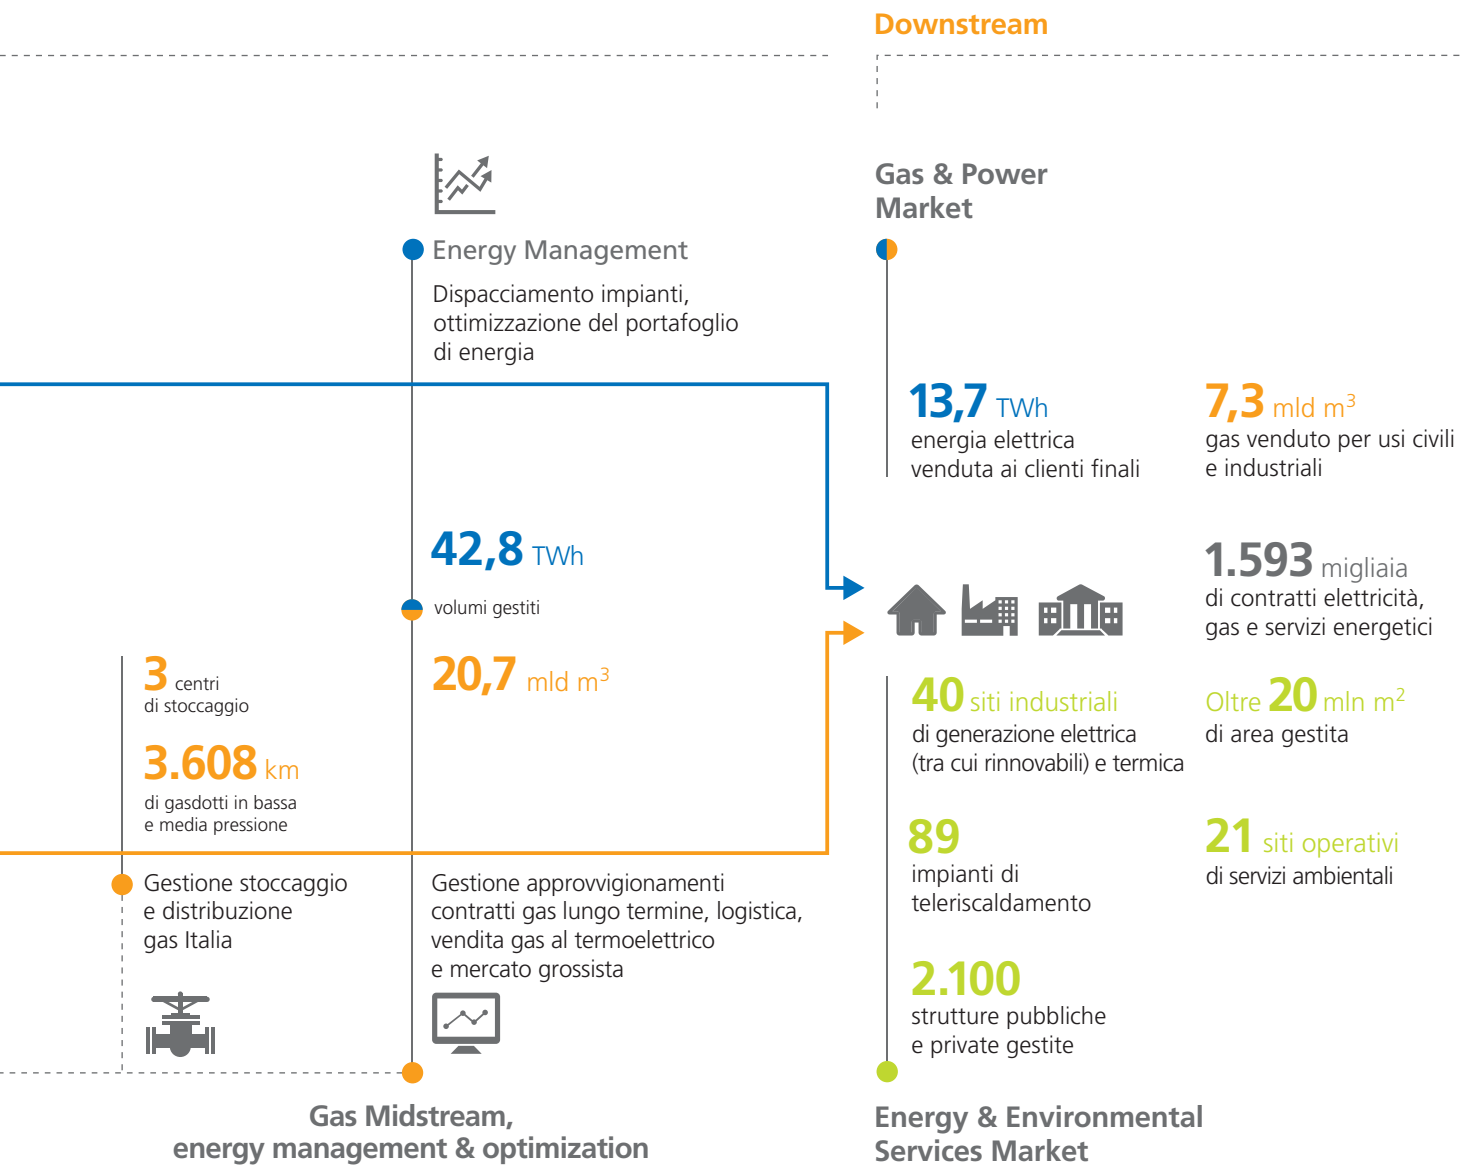 Downstream
Energy Management
Dispacciamento impianti,
ottimizzazione del portafoglio
di energia
42,8 TWh
volumi gestiti
20,7 mld m³
3 centri
di stoccaggio
3.608 km
di gasdotti in bassa
e media pressione
Gestione stoccaggio
e distribuzione
gas Italia
Gestione approvvigionamenti
contratti gas lungo termine, logistica,
vendita gas al termoelettrico
e mercato grossista
Gas Midstream,
energy management & optimization
Gas & Power
Market
13,7 TWh
energia elettrica
venduta ai clienti finali
7,3 mld m³
gas venduto per usi civili
e industriali
1.593 migliaia
di contratti elettricità,
gas e servizi energetici
40 siti industriali
di generazione elettrica
(tra cui rinnovabili) e termica
Oltre 20 mln m²
di area gestita
89
impianti di
teleriscaldamento
21 siti operativi
di servizi ambientali
2.100
strutture pubbliche
e private gestite
Energy & Environmental
Services Market